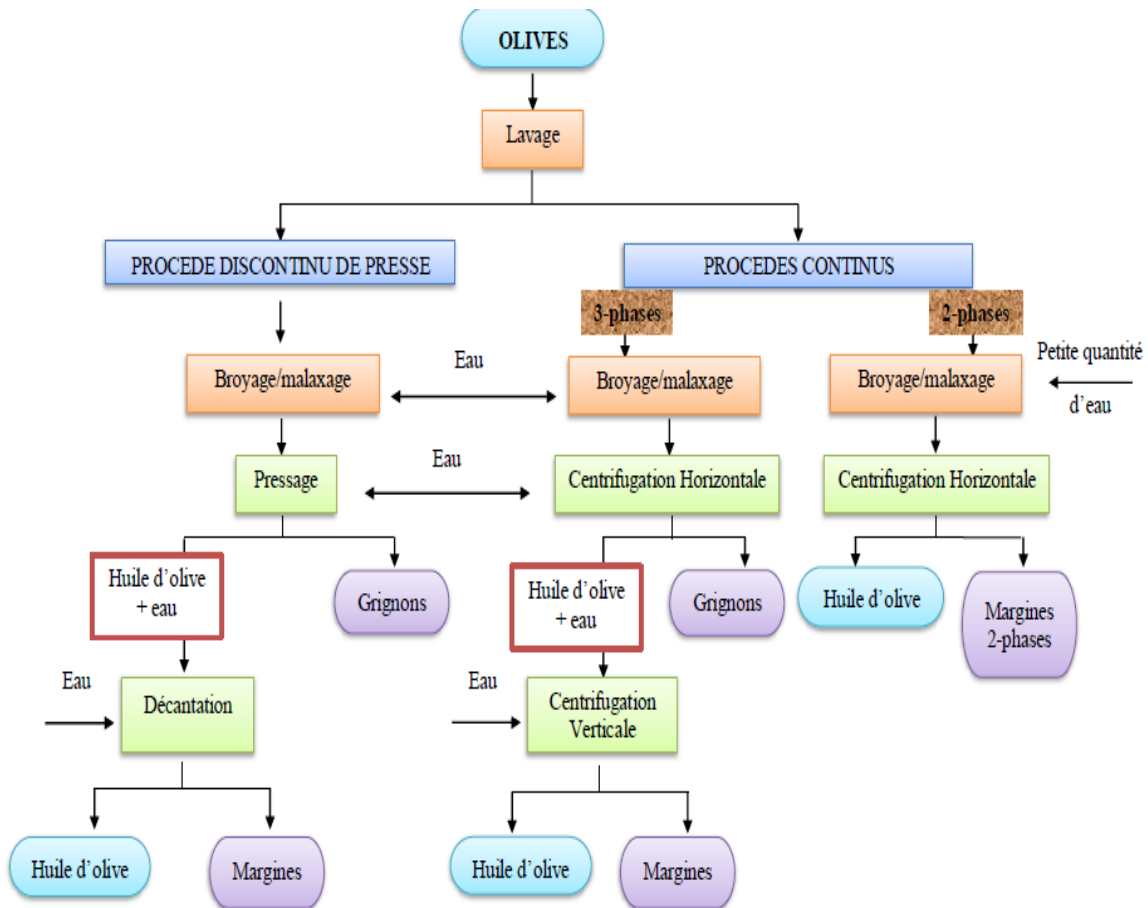 OLIVES
Lavage
PROCEDE DISCONTINU DE PRESSE
PROCEDES CONTINUS
3-phases
2-phases
Broyage/malaxage
Eau
Broyage/malaxage
Broyage/malaxage
Petite quantité
d'eau
Pressage
Eau
Centrifugation Horizontale
Centrifugation Horizontale
Huile d'olive
+ eau
Grignons
Huile d'olive
+ eau
Grignons
Huile d'olive
Margines
2-phases
Eau
Décantation
Eau
Centrifugation
Verticale
Huile d'olive
Margines
Huile d'olive
Margines